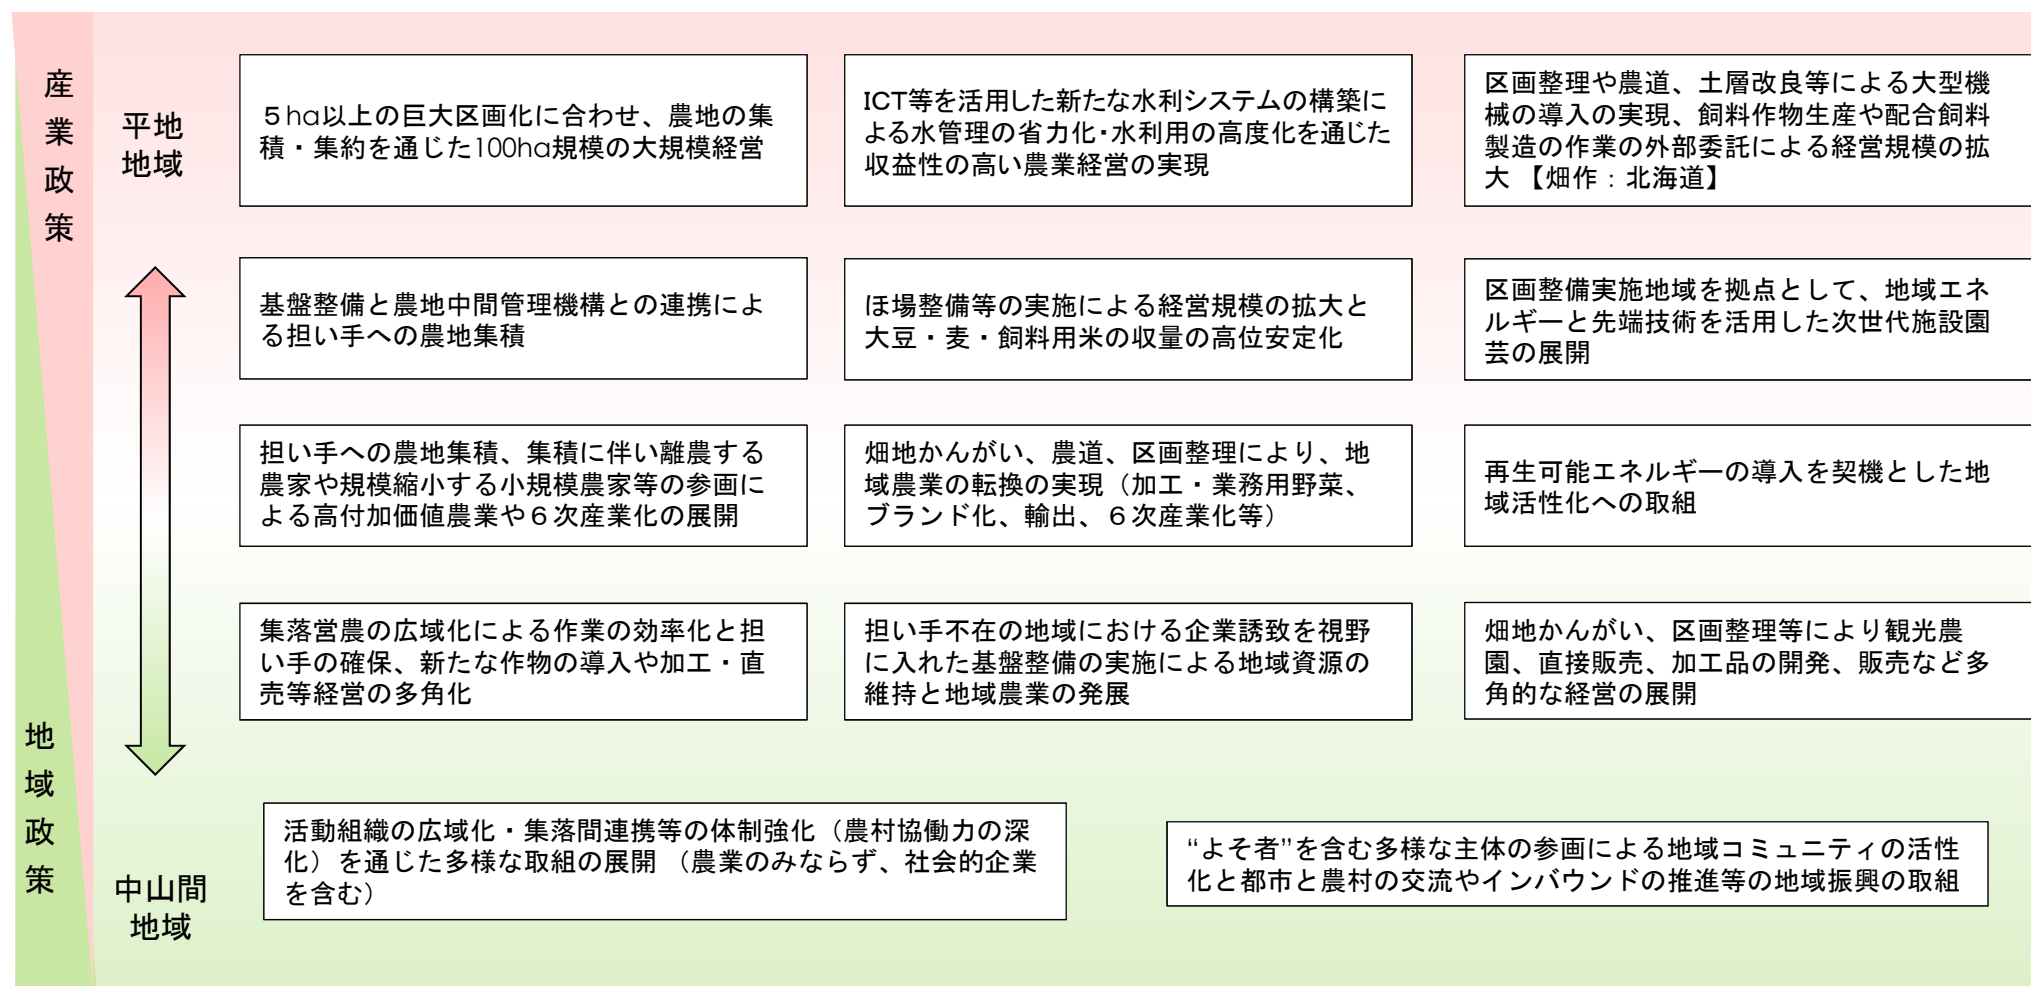 産業政策
平地
地域
５ha以上の巨大区画化に合わせ、農地の集
積・集約を通じた100ha規模の大規模経営
ICT等を活用した新たな水利システムの構築に
よる水管理の省力化・水利用の高度化を通じた
収益性の高い農業経営の実現
区画整理や農道、土層改良等による大型機
械の導入の実現、飼料作物生産や配合飼料
製造の作業の外部委託による経営規模の拡
大 【畑作：北海道】
基盤整備と農地中間管理機構との連携によ
る担い手への農地集積
ほ場整備等の実施による経営規模の拡大と
大豆・麦・飼料用米の収量の高位安定化
区画整備実施地域を拠点として、地域エネ
ルギーと先端技術を活用した次世代施設園
芸の展開
担い手への農地集積、集積に伴い離農する
農家や規模縮小する小規模農家等の参画に
よる高付加価値農業や６次産業化の展開
畑地かんがい、農道、区画整理により、地
域農業の転換の実現（加工・業務用野菜、
ブランド化、輸出、６次産業化等）
再生可能エネルギーの導入を契機とした地
域活性化への取組
集落営農の広域化による作業の効率化と担
い手の確保、新たな作物の導入や加工・直
売等経営の多角化
担い手不在の地域における企業誘致を視野
に入れた基盤整備の実施による地域資源の
維持と地域農業の発展
畑地かんがい、区画整理等により観光農
園、直接販売、加工品の開発、販売など多
角的な経営の展開
地域政策
中山間
地域
活動組織の広域化・集落間連携等の体制強化（農村協働力の深
化）を通じた多様な取組の展開 （農業のみならず、社会的企業
を含む）
“よそ者”を含む多様な主体の参画による地域コミュニティの活性
化と都市と農村の交流やインバウンドの推進等の地域振興の取組